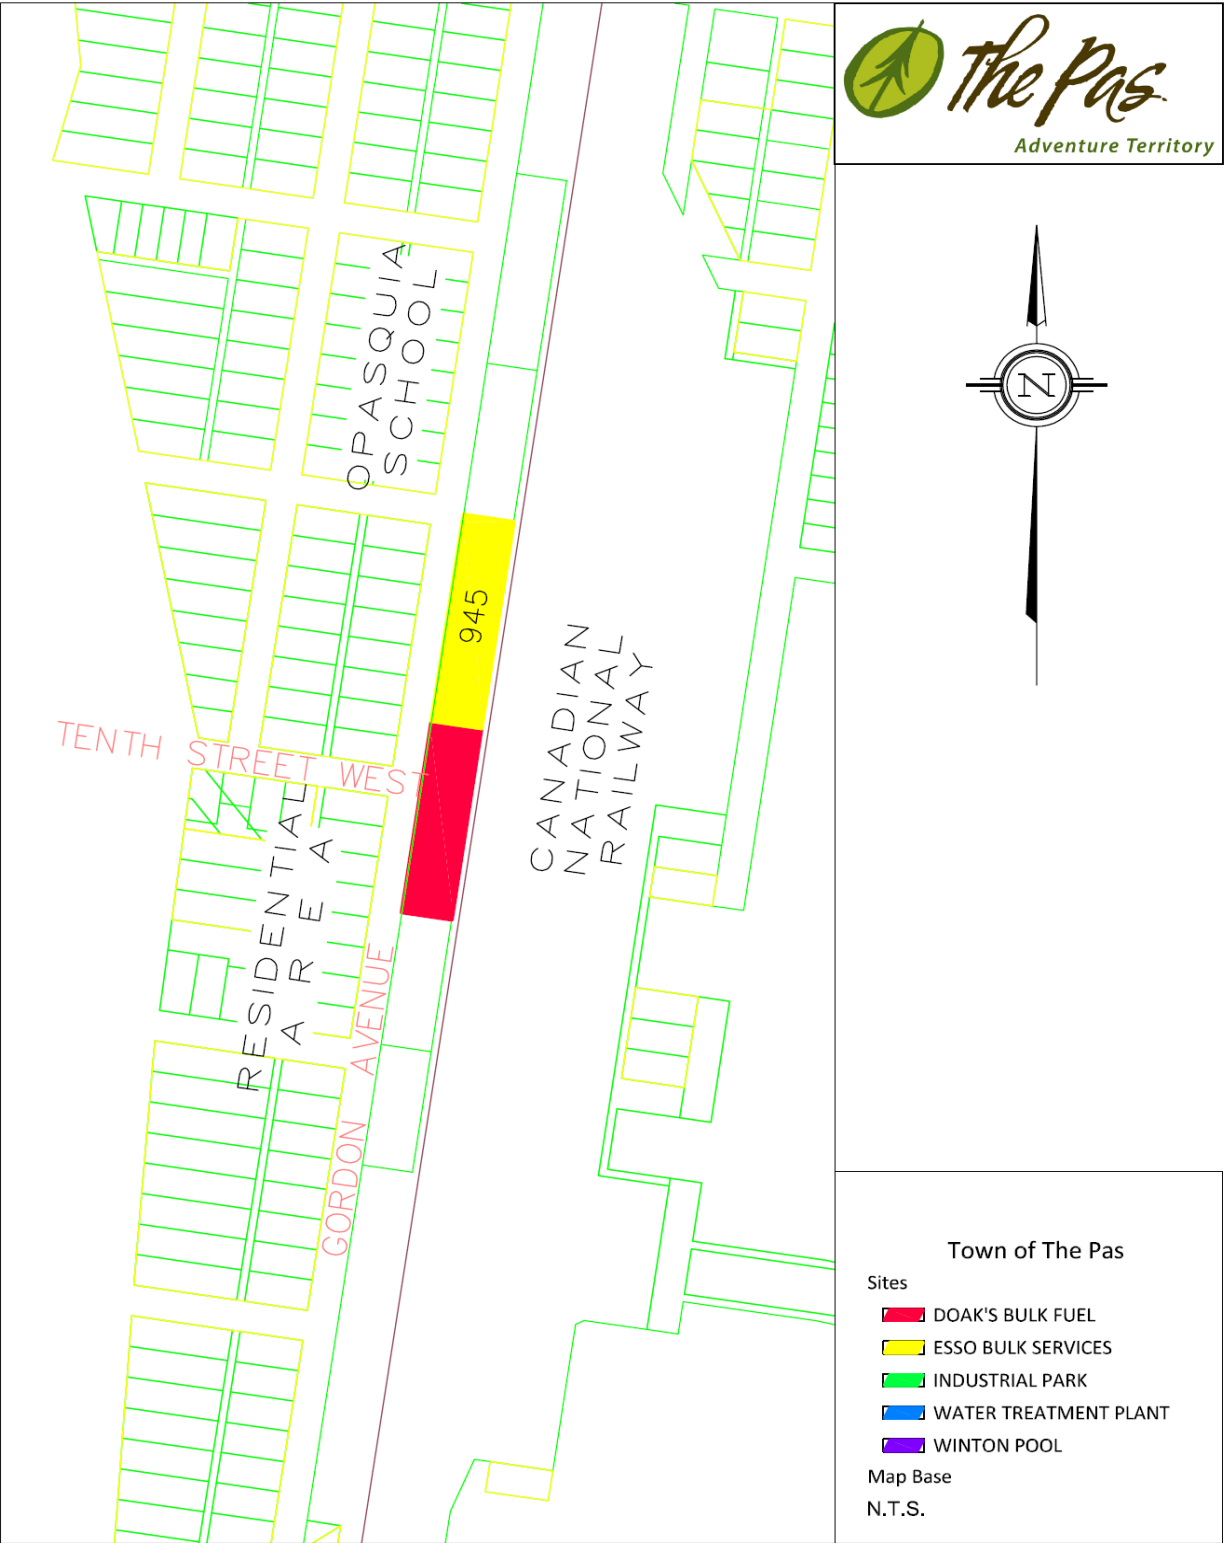 The Pas
Adventure Territory
N
OPASQUIA
SCHOOL
945
CANADIAN
NATIONAL
RAILWAY
TENTH STREET WEST
RESIDENTIAL
AREA
GORDON AVENUE
Town of The Pas
Sites
DOAK'S BULK FUEL
ESSO BULK SERVICES
INDUSTRIAL PARK
WATER TREATMENT PLANT
WINTON POOL
Map Base
N.T.S.